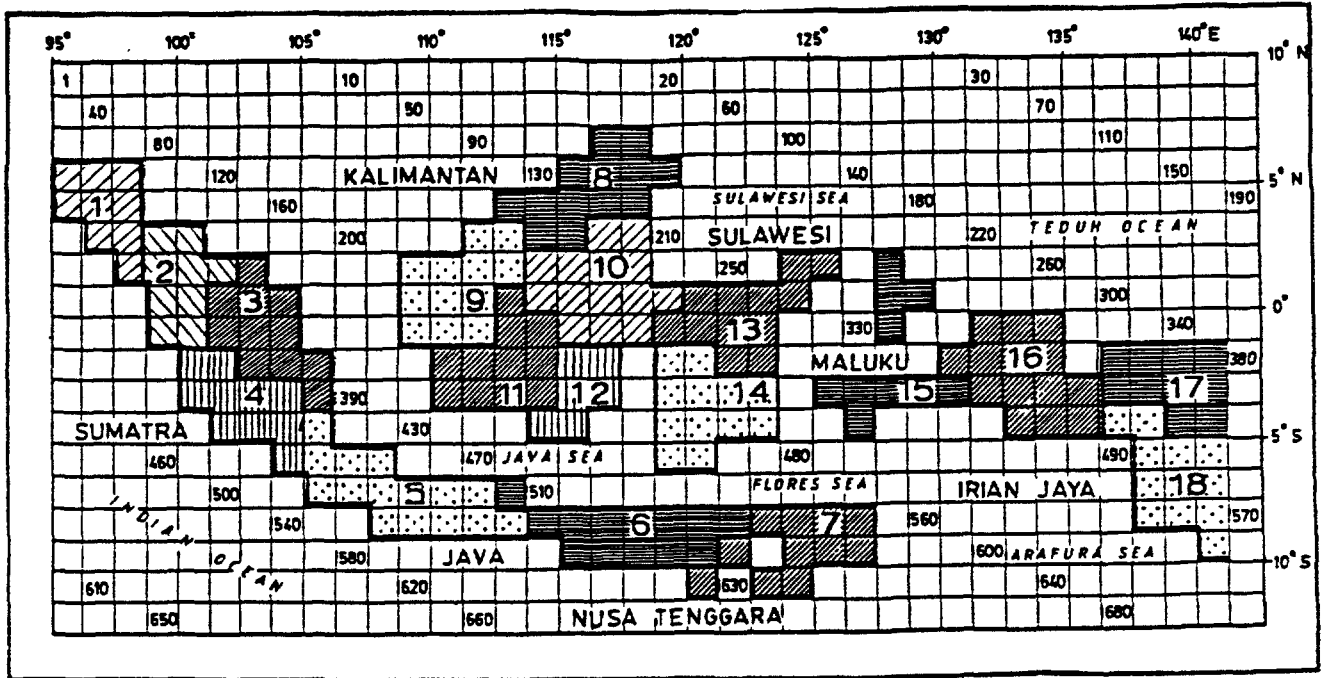 95° 100° 105° 110° 115° 120° 125° 130° 135° 140°E
10° N
1 10 20 30
40 50 60 70
80 90 100 110
120 KALIMANTAN 130 8 140 150
5° N
1 160 SULAWESI SEA 180 190
200 210 SULAWESI 220 TEDUH OCEAN
2 10 250 260
3 9 300
0°
13 330 340
MALUKU 16 380
4 390 11 12 14 15 17
SUMATRA 430
5° S
460 470 JAVA SEA 480 490
500 5 510 FLORES SEA IRIAN JAYA 18
INDIAN OCEAN
540 6 7 560 570
580 JAVA 600 ARAFURA SEA
10° S
610 620 630 640
650 660 NUSA TENGGARA 680